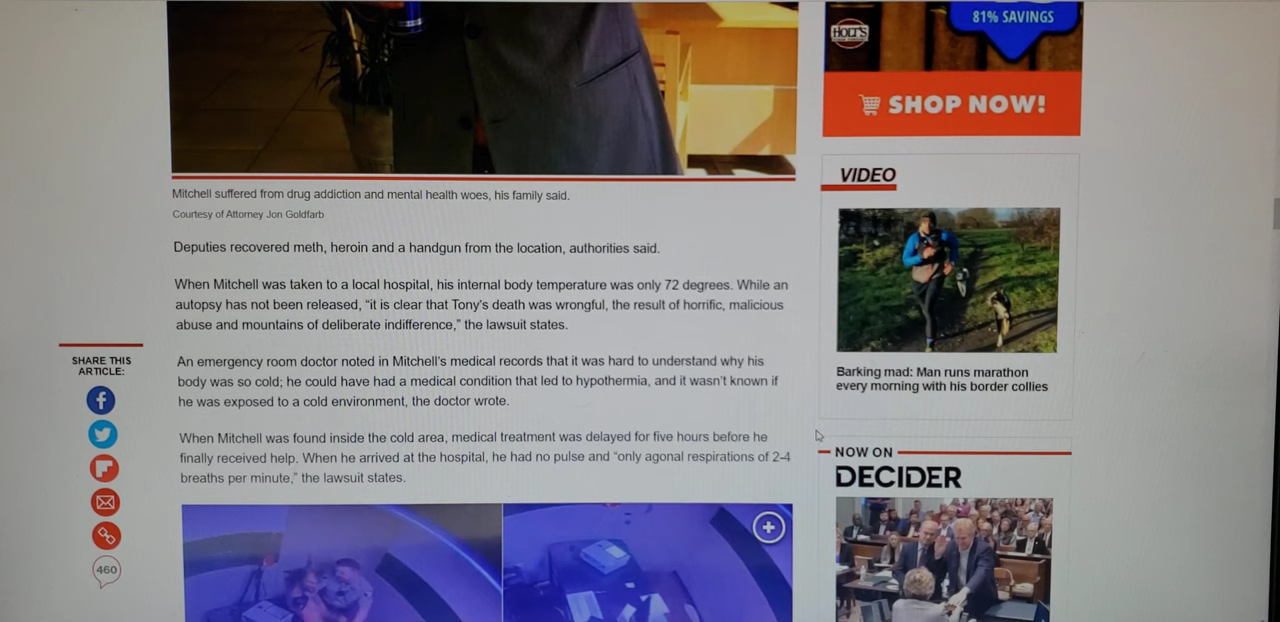 81% SAVINGS
HOLT'S
SHOP NOW!
Mitchell suffered from drug addiction and mental health woes, his family said.
Courtesy of Attorney Jon Goldfarb
Deputies recovered meth, heroin and a handgun from the location, authorities said.
When Mitchell was taken to a local hospital, his internal body temperature was only 72 degrees. While an
autopsy has not been released, “it is clear that Tony's death was wrongful, the result of horrific, malicious
abuse and mountains of deliberate indifference,” the lawsuit states.
SHARE THIS
ARTICLE:
An emergency room doctor noted in Mitchell's medical records that it was hard to understand why his
body was so cold; he could have had a medical condition that led to hypothermia, and it wasn't known if
he was exposed to a cold environment, the doctor wrote.
When Mitchell was found inside the cold area, medical treatment was delayed for five hours before he
finally received help. When he arrived at the hospital, he had no pulse and “only agonal respirations of 2-4
breaths per minute,” the lawsuit states.
460
VIDEO
Barking mad: Man runs marathon
every morning with his border collies
NOW ON
DECIDER